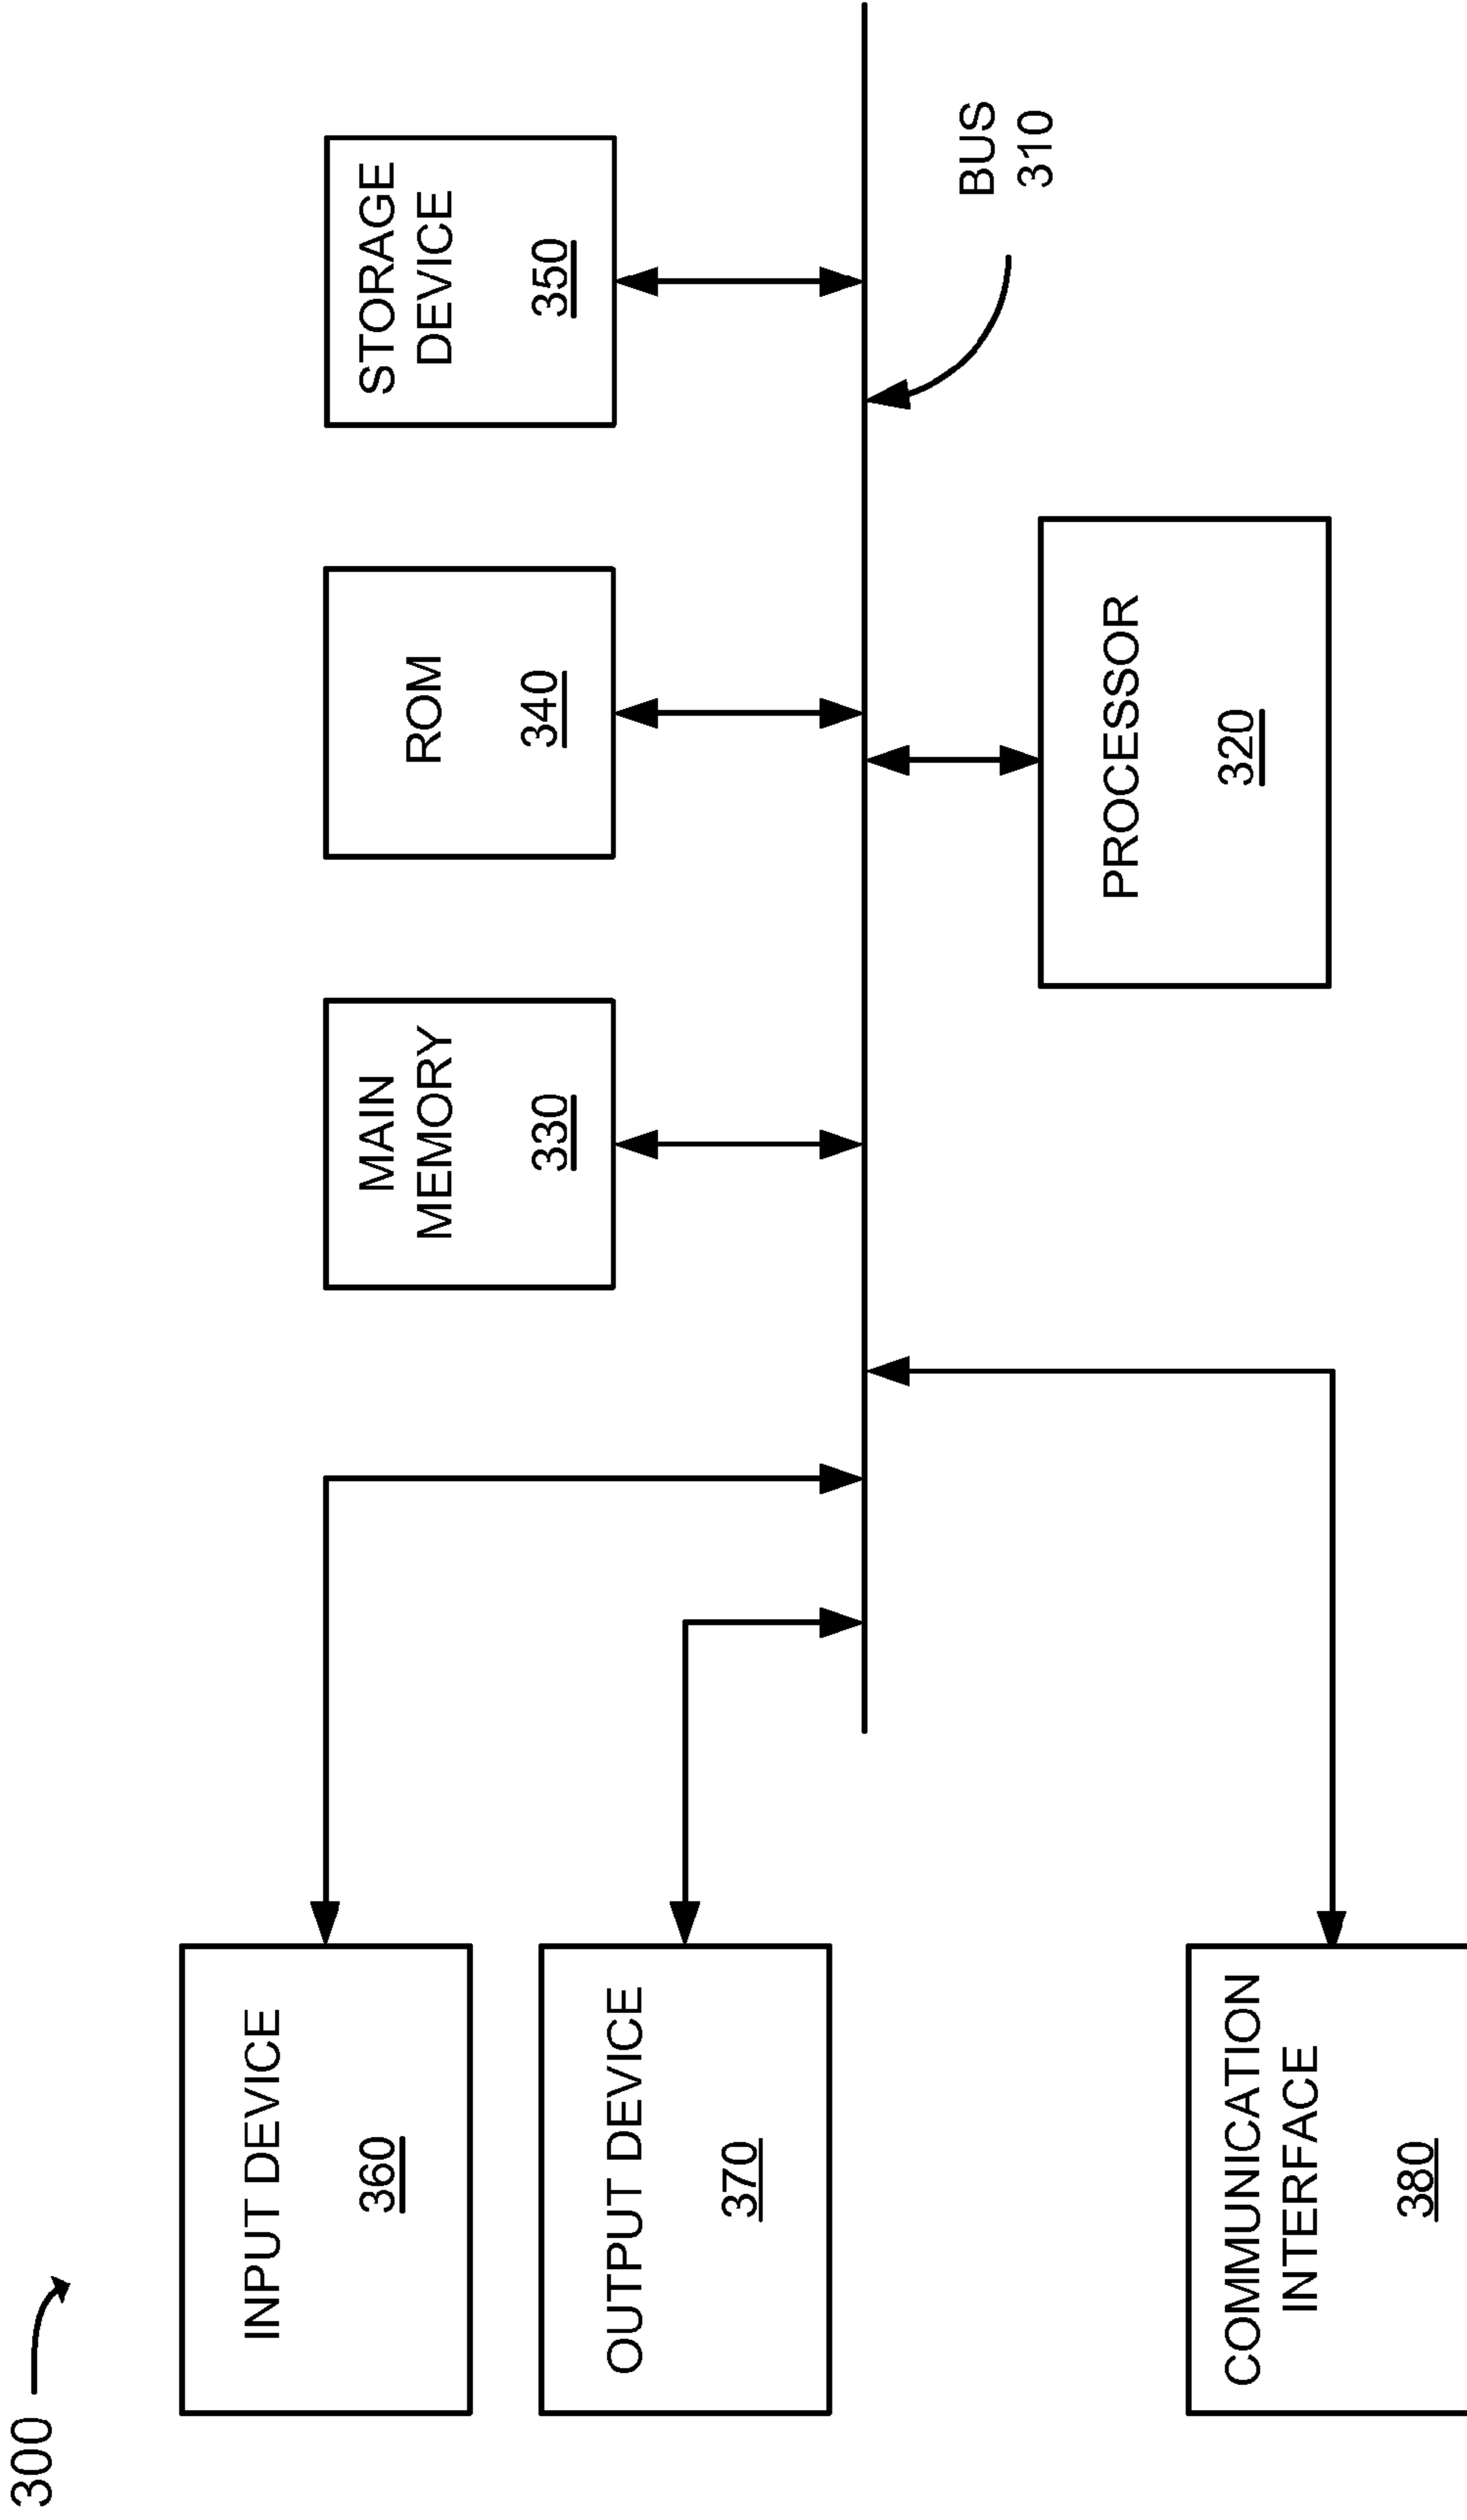 300
INPUT DEVICE
360
OUTPUT DEVICE
370
COMMUNICATION
INTERFACE
380
MAIN
MEMORY
330
ROM
340
STORAGE
DEVICE
350
PROCESSOR
320
BUS
310